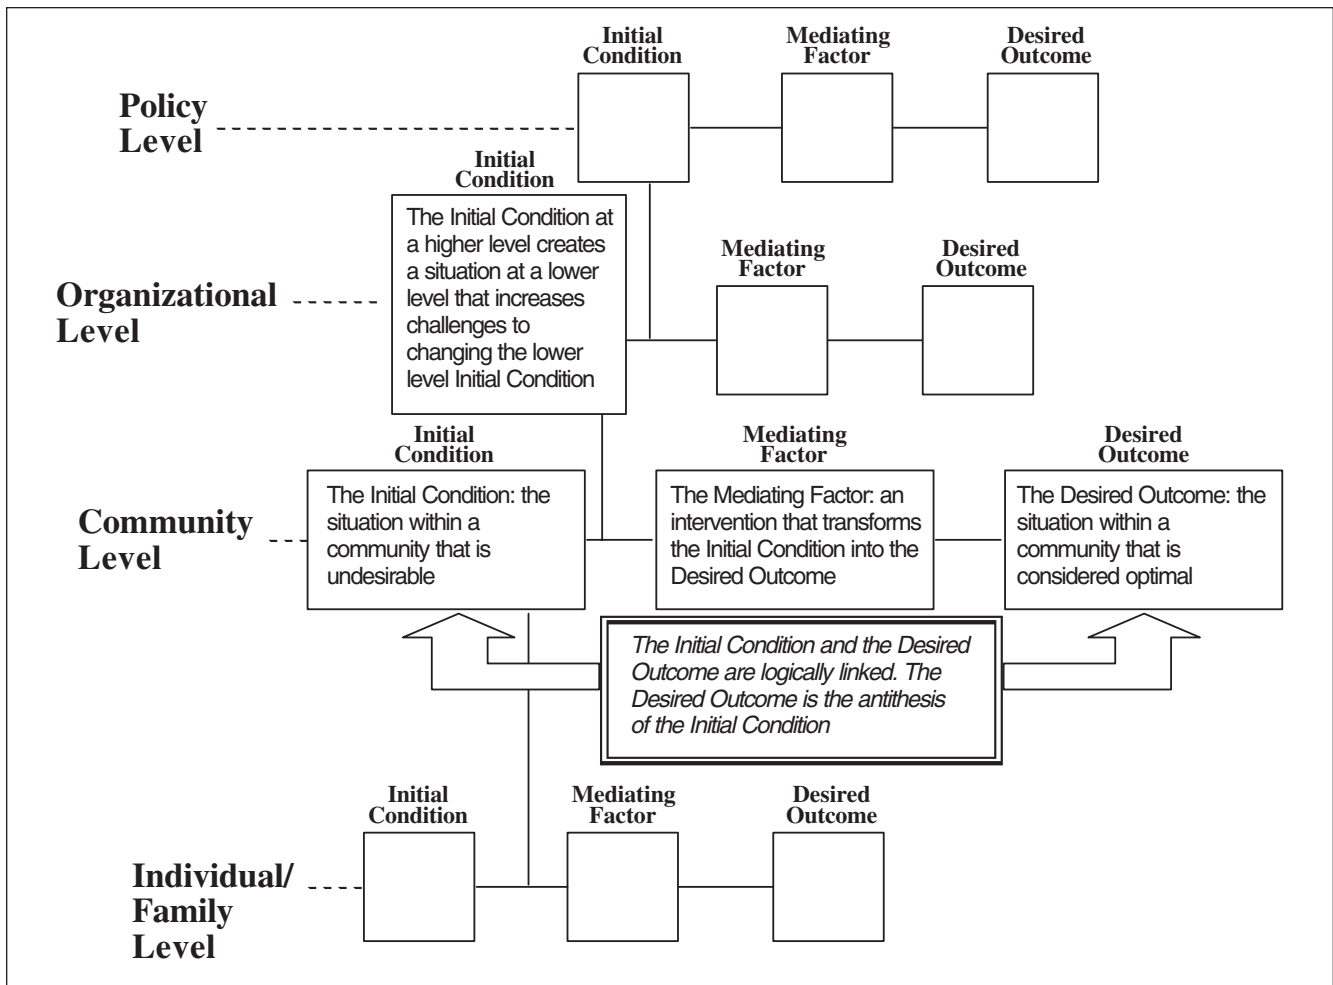 Initial
Condition
Mediating
Factor
Desired
Outcome
Policy
Level
Initial
Condition
The Initial Condition at
a higher level creates
a situation at a lower
level that increases
challenges to
changing the lower
level Initial Condition
Mediating
Factor
Desired
Outcome
Organizational
Level
Initial
Condition
Mediating
Factor
Desired
Outcome
Community
Level
The Initial Condition: the
situation within a
community that is
undesirable
The Mediating Factor: an
intervention that transforms
the Initial Condition into the
Desired Outcome
The Desired Outcome: the
situation within a
community that is
considered optimal
The Initial Condition and the Desired
Outcome are logically linked. The
Desired Outcome is the antithesis
of the Initial Condition
Initial
Condition
Mediating
Factor
Desired
Outcome
Individual/
Family
Level